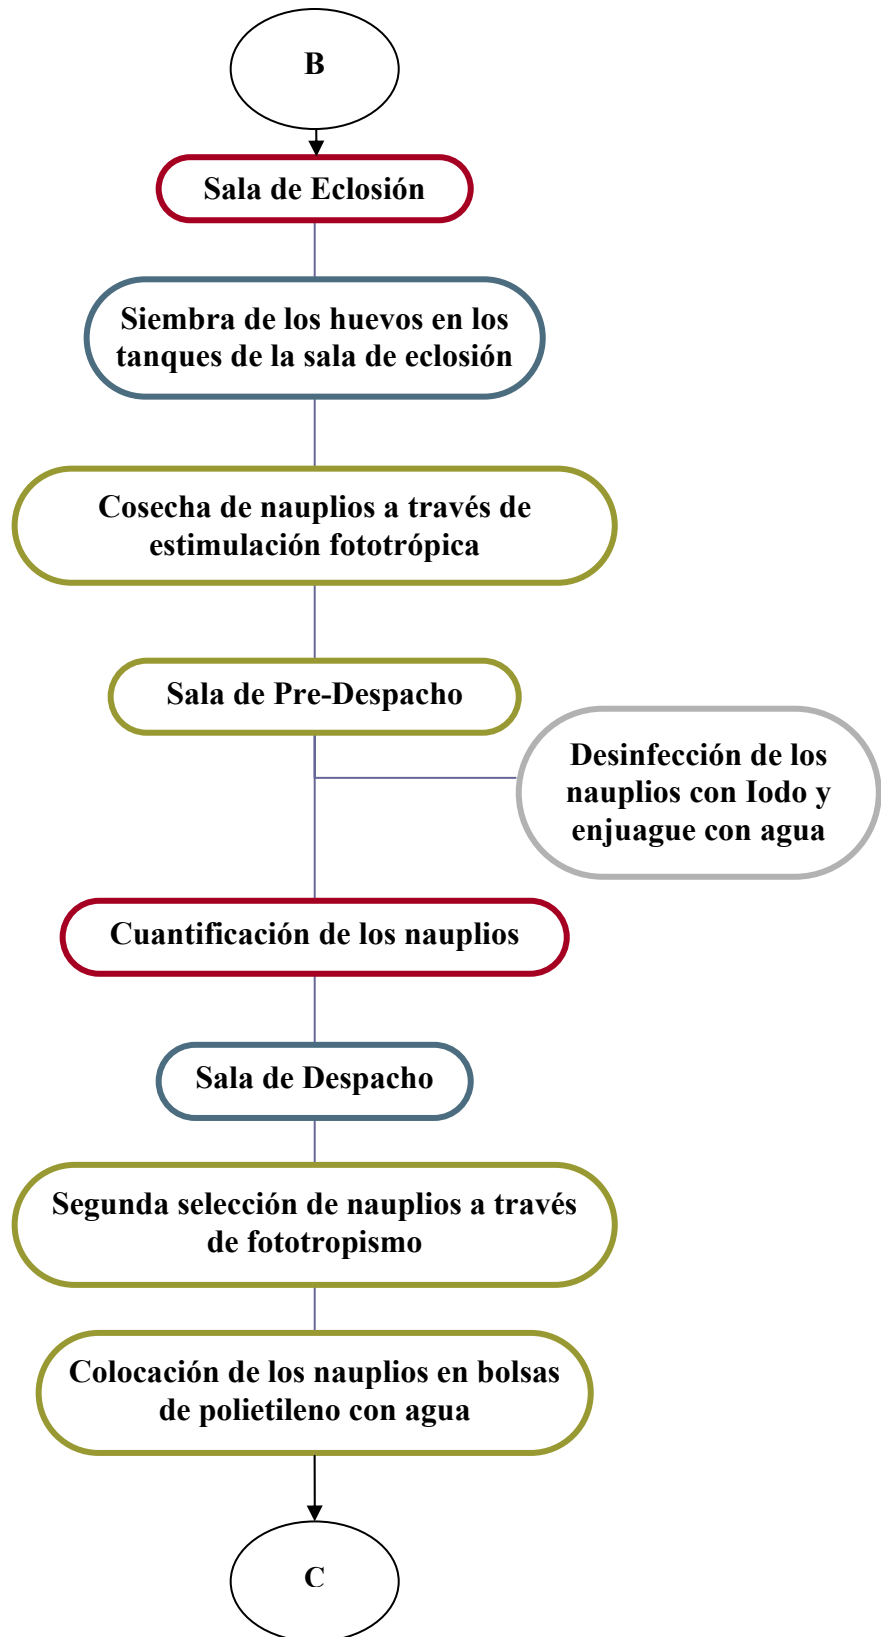 B
Sala de Eclosión
Siembra de los huevos en los
tanques de la sala de eclosión
Cosecha de nauplios a través de
estimulación fototrópica
Sala de Pre-Despacho
Desinfección de los
nauplios con Iodo y
enjuague con agua
Cuantificación de los nauplios
Sala de Despacho
Segunda selección de nauplios a través
de fototropismo
Colocación de los nauplios en bolsas
de polietileno con agua
C